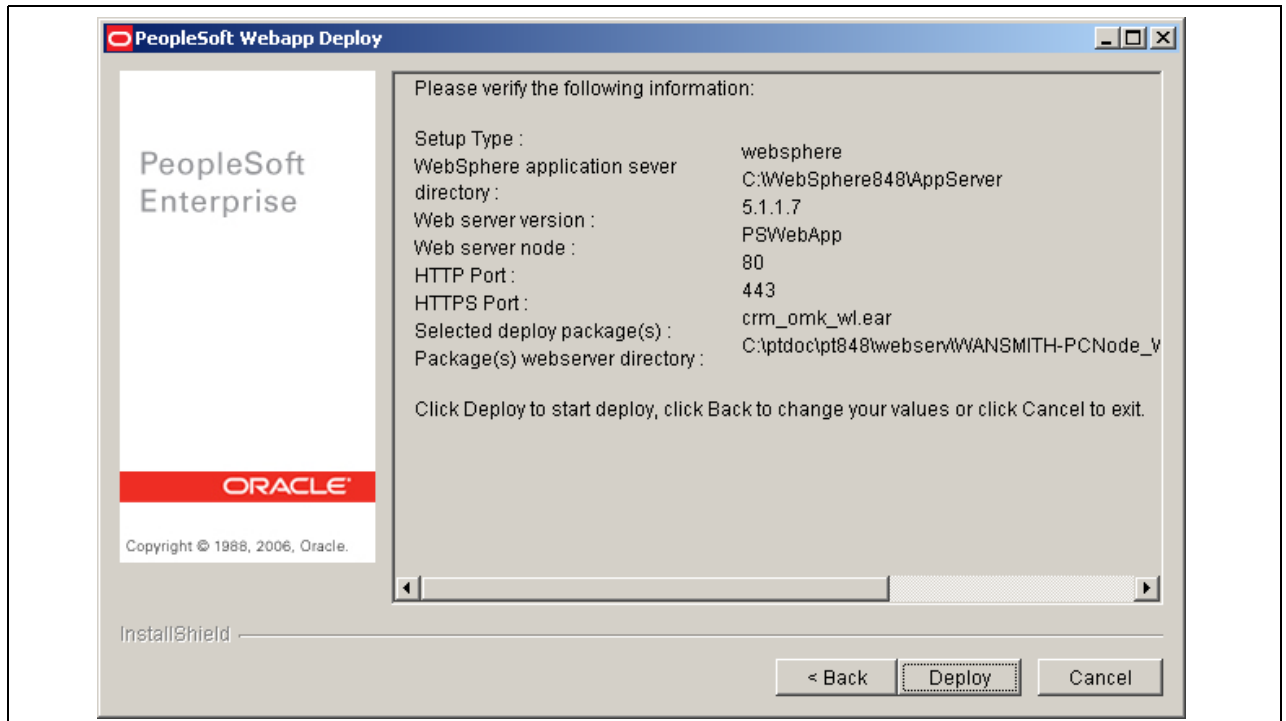 PeopleSoft Webapp Deploy
PeopleSoft
Enterprise
ORACLE
Copyright © 1988, 2006, Oracle.
Please verify the following information:
Setup Type :
websphere
WebSphere application sever
directory :
C:\WebSphere848\AppServer
Web server version :
5.1.1.7
Web server node :
PSWebApp
HTTP Port :
80
HTTPS Port :
443
Selected deploy package(s) :
crm_omk_wl.ear
Package(s) webserver directory :
C:\ptdoc\pt848\webserv\WANSMITH-PCNode_
Click Deploy to start deploy, click Back to change your values or click Cancel to exit.
InstallShield
< Back
Deploy
Cancel